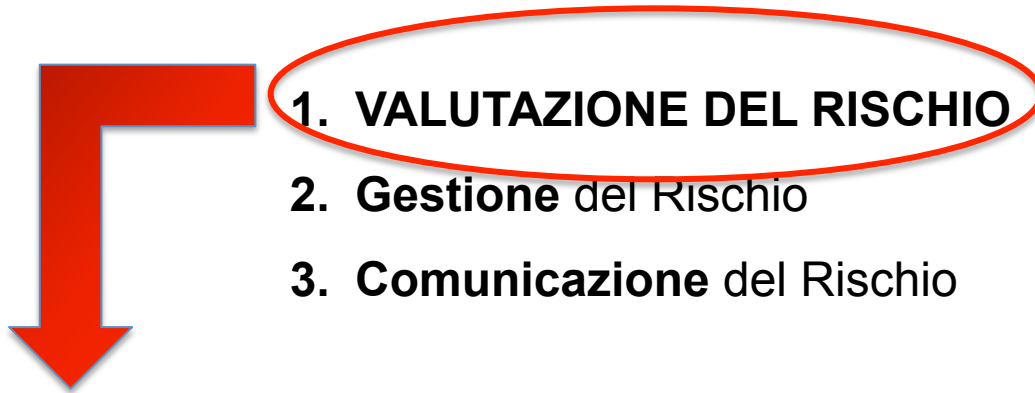 1. VALUTAZIONE DEL RISCHIO
2. Gestione del Rischio
3. Comunicazione del Rischio